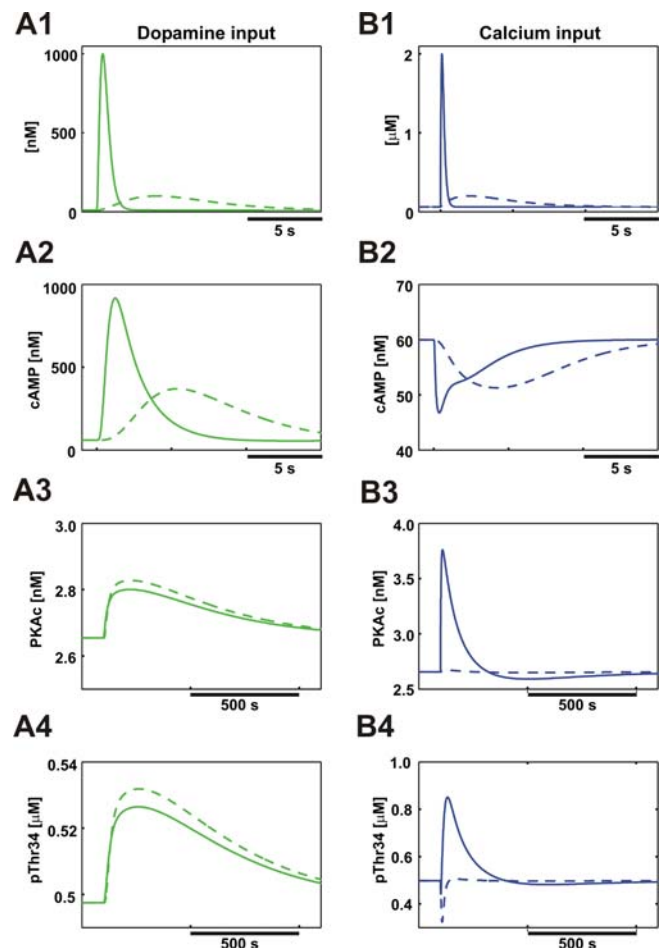 A1
Dopamine input
1000
500
0
[nM]
5 s
B1
Calcium input
2
1
0
[µM]
5 s
A2
1000
500
0
cAMP [nM]
5 s
B2
70
60
50
40
cAMP [nM]
5 s
A3
3.0
2.8
2.6
PKAc [nM]
500 s
B3
4.0
3.5
3.0
2.5
PKAc [nM]
500 s
A4
0.54
0.52
0.5
pThr34 [µM]
500 s
B4
1.0
0.8
0.6
0.4
pThr34 [µM]
500 s